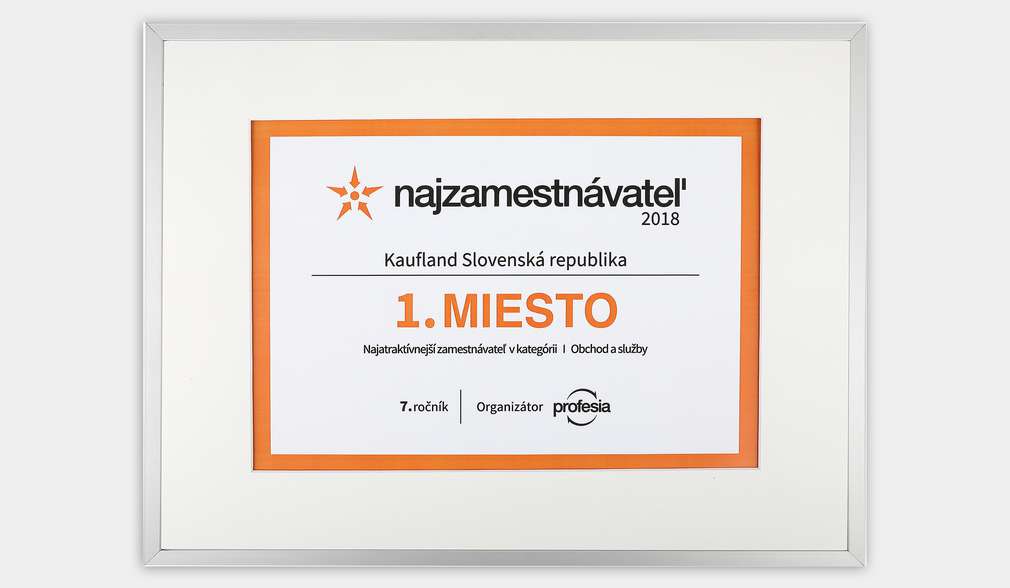 najzamestnávateľ
2018
Kaufland Slovenská republika
1. MIESTO
Najatraktívnejší zamestnávateľ v kategórii I Obchod a služby
7. ročník Organizátor profesia